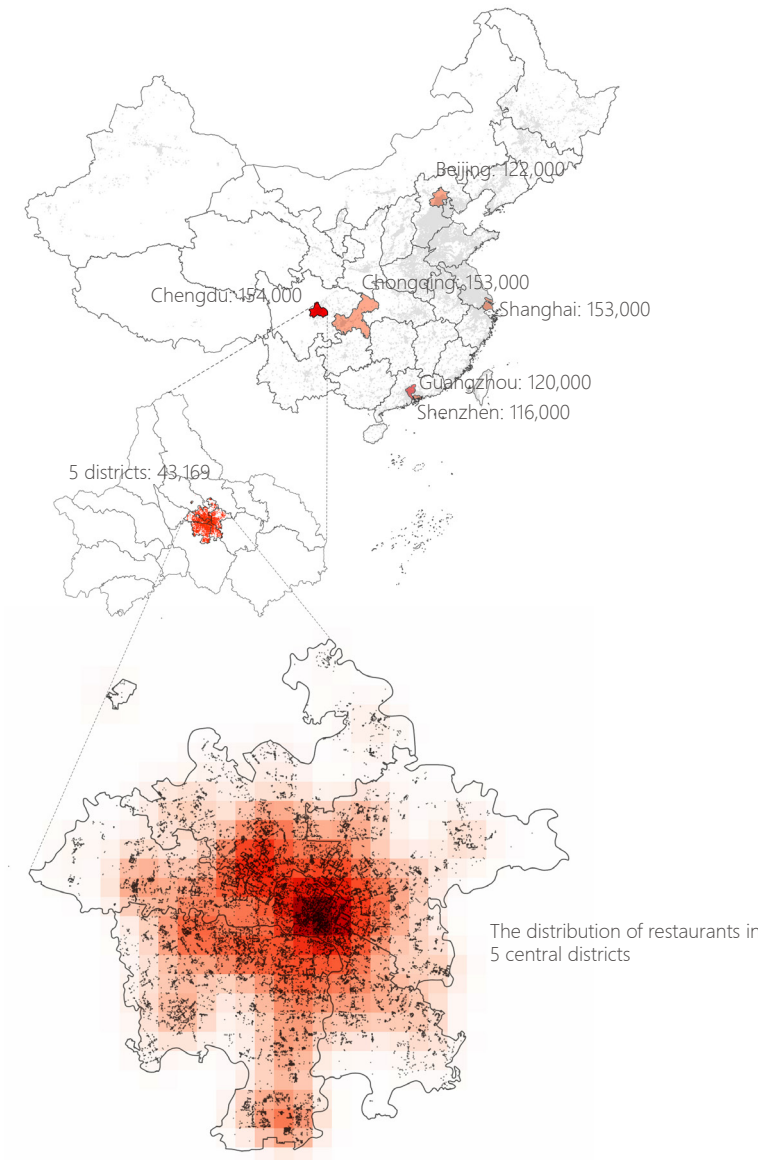 Beijing: 122,000
Chongqing: 153,000
Chengdu: 154,000
Shanghai: 153,000
Guangzhou: 120,000
Shenzhen: 116,000
5 districts: 43,169
The distribution of restaurants in
5 central districts